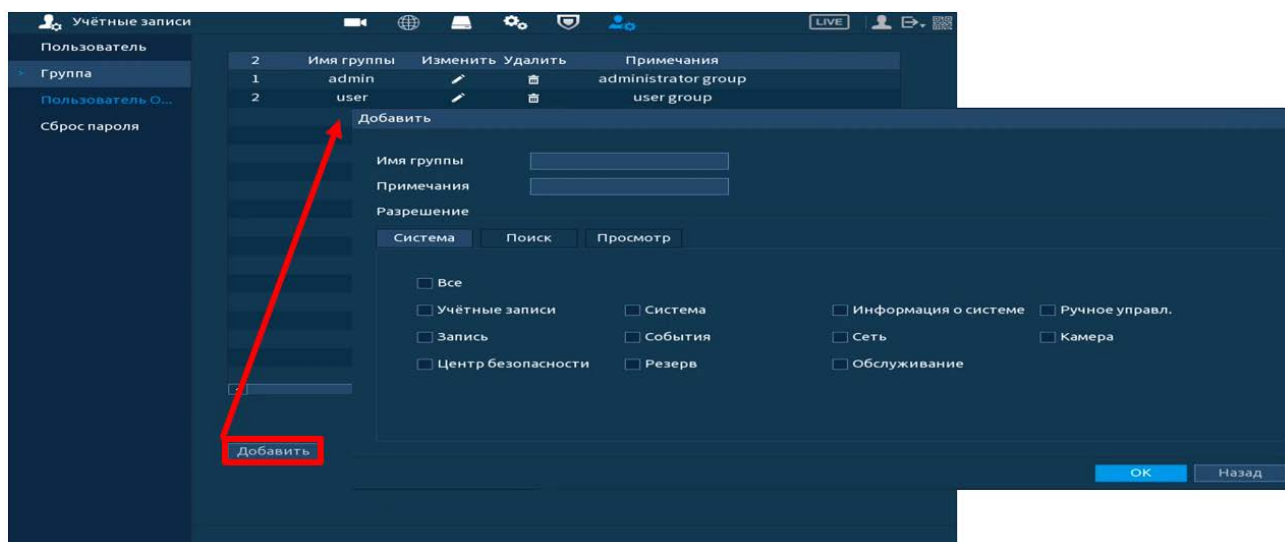 Учётные записи LIVE
Пользователь
Группа
Пользователь O...
Сброс пароля
2 Имя группы Изменить Удалить Примечания
1 admin administrator group
2 user user group
Добавить
Имя группы
Примечания
Разрешение
Система Поиск Просмотр
Все
Учётные записи Система Информация о системе Ручное управл.
Запись События Сеть Камера
Центр безопасности Резерв Обслуживание
Добавить
OK Назад